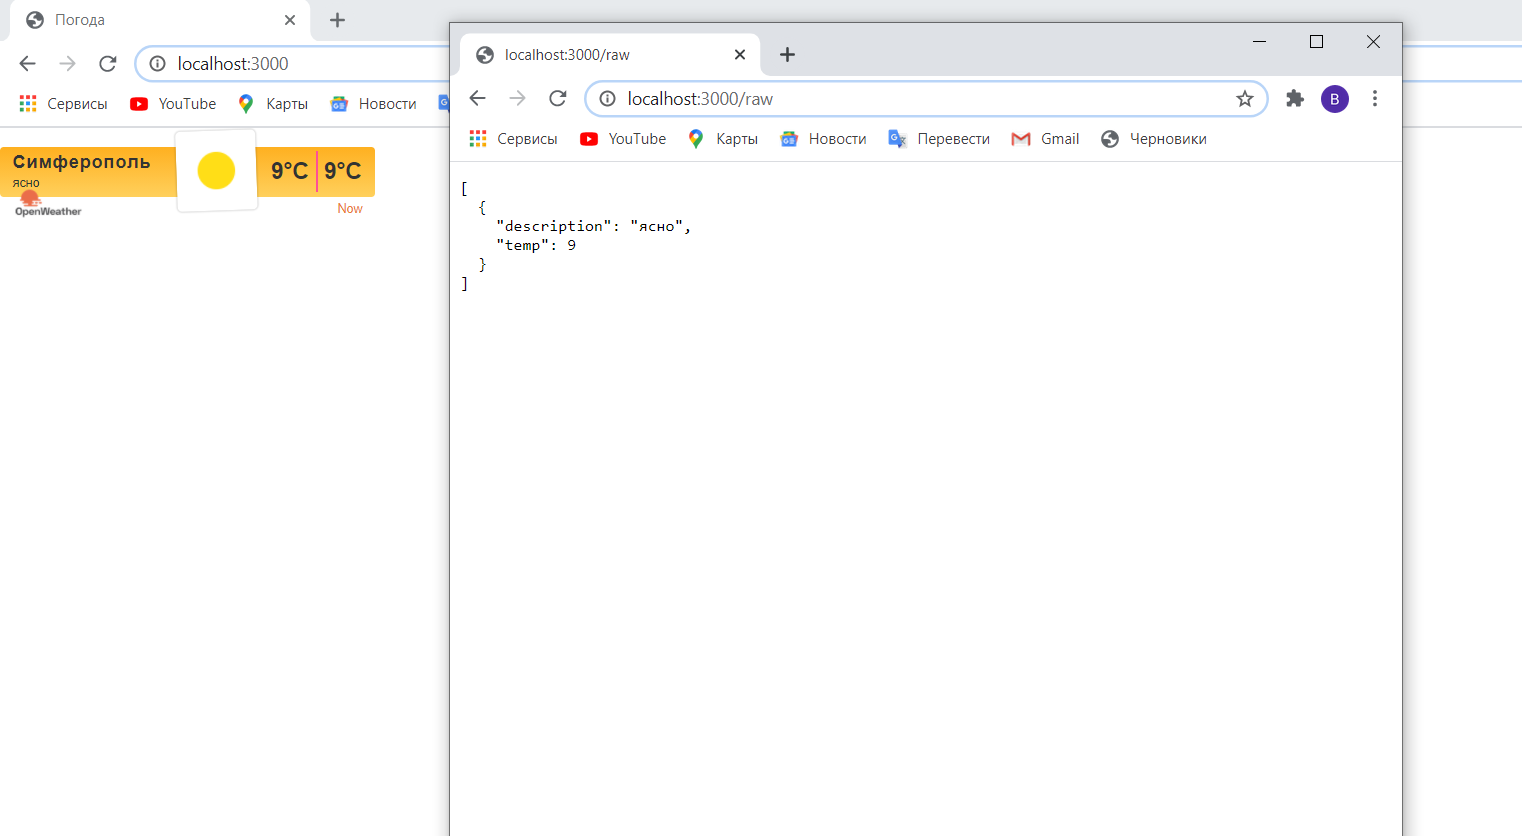 Погода
localhost:3000
Сервисы YouTube Карты Новости
Симферополь
ясно
9°C 9°C
OpenWeather
Now
localhost:3000/raw
localhost:3000/raw
B
Сервисы YouTube Карты Новости Перевести Gmail Черновики
[
{
"description": "ясно",
"temp": 9
}
]